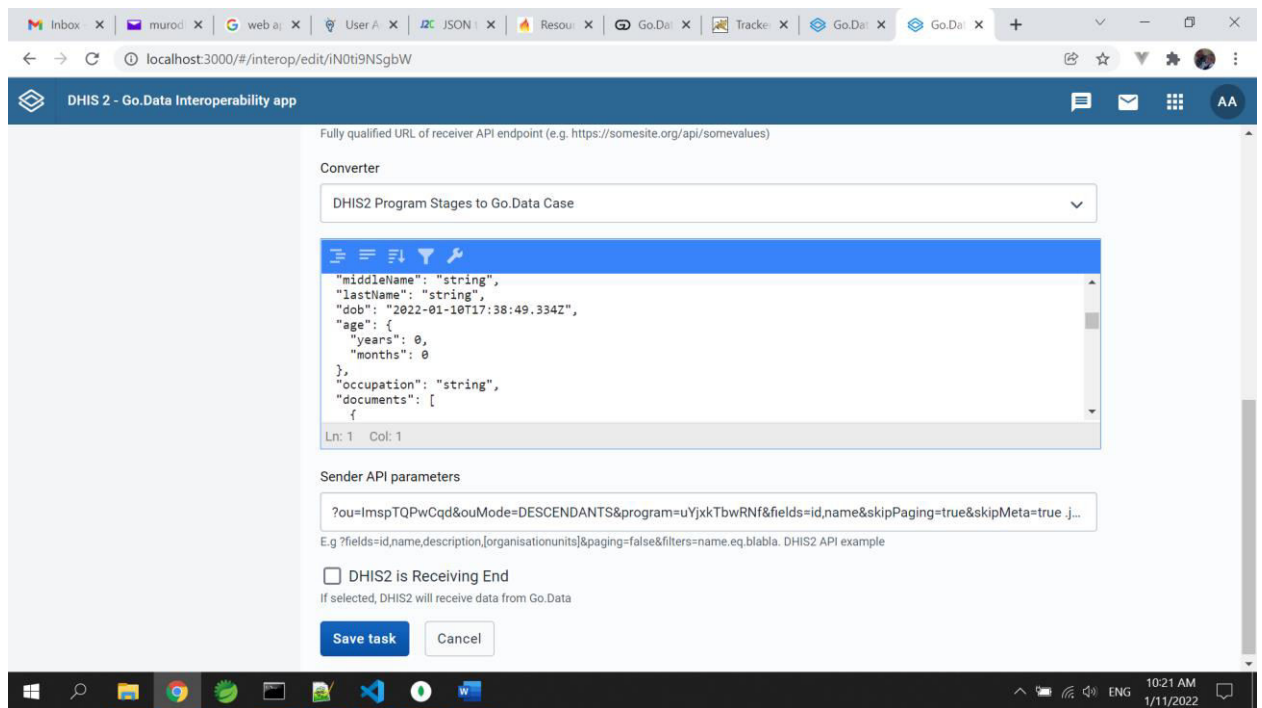 Inbox
murod
web a
User A
JSON
Resou
Go.Da
Tracke
Go.Dat
Go.Dat
localhost:3000/#/interop/edit/iN0ti9NSgbW
DHIS 2 - Go.Data Interoperability app
AA
Fully qualified URL of receiver API endpoint (e.g. https://somesite.org/api/somevalues)
Converter
DHIS2 Program Stages to Go.Data Case
"middleName": "string",
"lastName": "string",
"dob": "2022-01-10T17:38:49.334Z",
"age": {
"years": 0,
"months": 0
},
"occupation": "string",
"documents": [
{
Ln: 1 Col: 1
Sender API parameters
?ou=ImspTQPwCqd&ouMode=DESCENDANTS&program=uYjxkTbwRNf&fields=id,name&skipPaging=true&skipMeta=true .j...
E.g ?fields=id,name,description,[organisationunits]&paging=false&filters=name.eq.blabla. DHIS2 API example
DHIS2 is Receiving End
If selected, DHIS2 will receive data from Go.Data
Save task Cancel
ENG
10:21 AM
1/11/2022